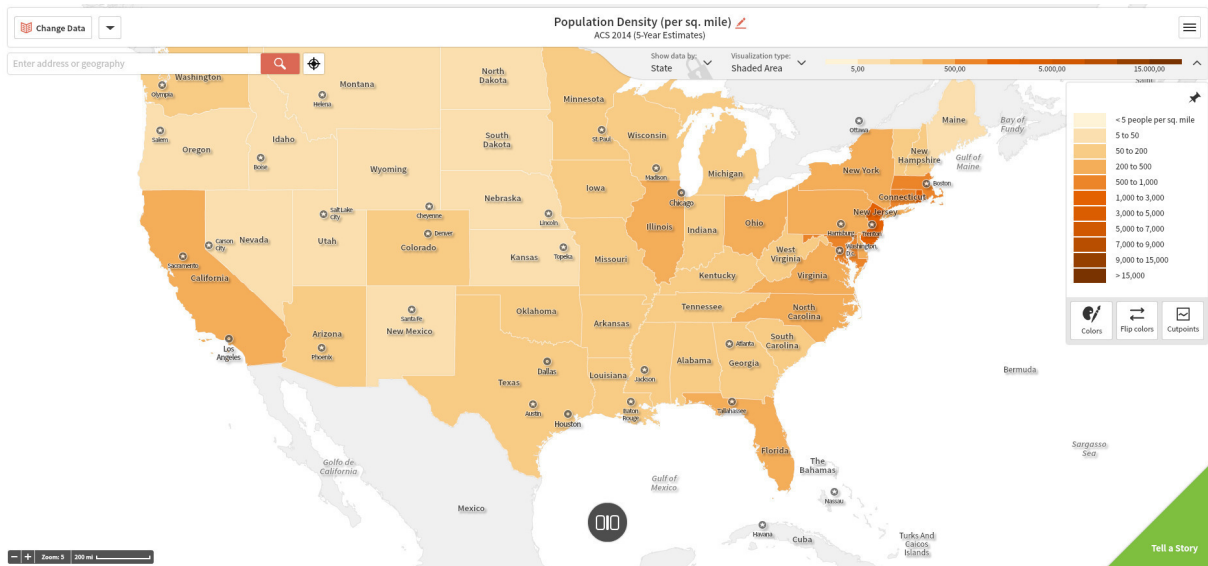 Change Data
Population Density (per sq. mile)
ACS 2014 (5-Year Estimates)
Enter address or geography
Show data by:
State
Visualization type:
Shaded Area
5,00
500,00
5.000,00
15.000,00
< 5 people per sq. mile
5 to 50
50 to 200
200 to 500
500 to 1,000
1,000 to 3,000
3,000 to 5,000
5,000 to 7,000
7,000 to 9,000
9,000 to 15,000
> 15,000
Colors
Flip colors
Cutpoints
Washington
Olympia
Montana
Helena
North
Dakota
Minnesota
St. Paul
Wisconsin
Madison
Michigan
Ottawa
Maine
Bay of
Fundy
Gulf of
Maine
New
Hampshire
New York
Boston
Connecticut
Salem
Oregon
Idaho
Boise
South
Dakota
Wyoming
Iowa
Chicago
New Jersey
Trenton
Harrisburg
Washington,
D.
Nebraska
Lincoln
Cheyenne
Salt Lake
City
Carson
City
Nevada
Utah
Denver
Colorado
Kansas
Topeka
Missouri
Illinois
Indiana
Ohio
West
Virginia
Virginia
Kentucky
Sacramento
California
Los
Angeles
Arizona
Phoenix
Santa Fe
New Mexico
Oklahoma
Arkansas
Tennessee
North
Carolina
South
Carolina
Atlanta
Georgia
Alabama
Jackson
Louisiana
Baton
Rouge
Dallas
Texas
Austin
Houston
Tallahassee
Florida
Bermuda
Sargasso
Sea
The
Bahamas
Nassau
Gulf of
Mexico
Golfo de
California
Mexico
Havana
Cuba
Turks And
Caicos
Islands
Zoom: 5
200 mi
Tell a Story